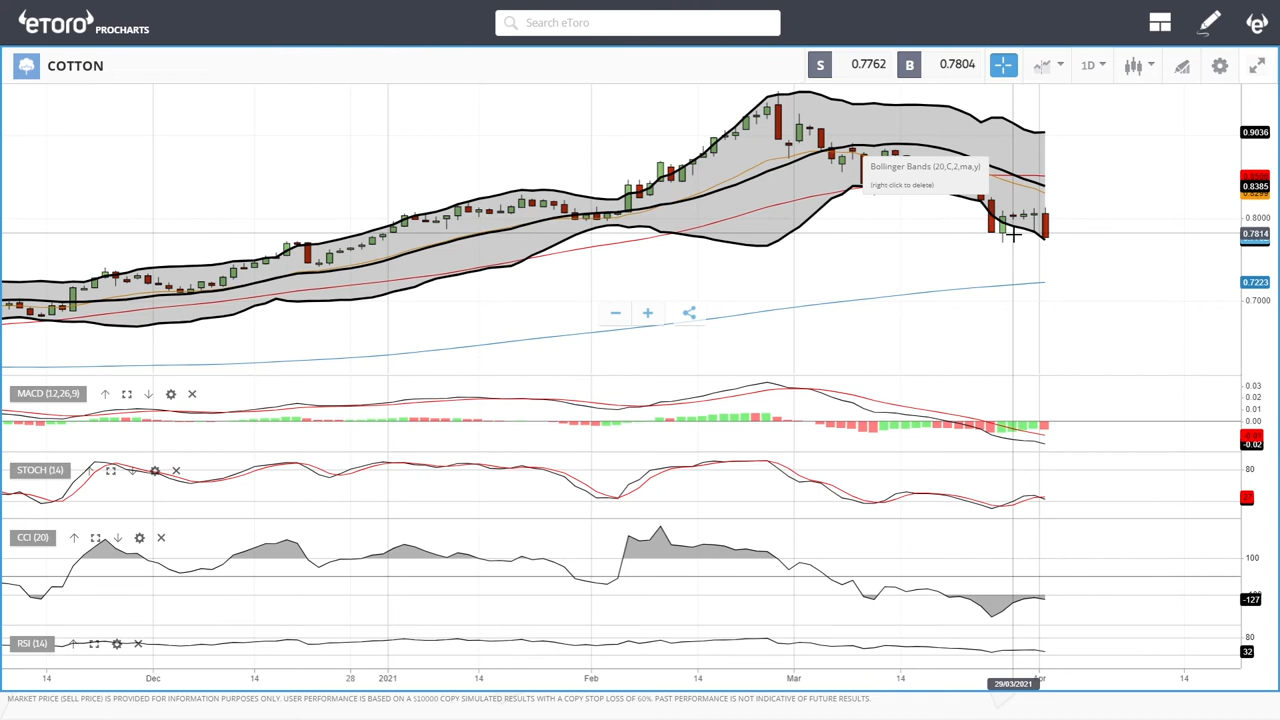 eToro PROCHARTS
Search eToro
COTTON
S 0.7762 B 0.7804
1D
Bollinger Bands (20,C,2,ma,y)
(right click to delete)
0.9036
0.8385
0.8000
0.7814
0.7223
0.7000
MACD (12,26,9)
0.03
0.02
0.01
0.00
-0.02
STOCH (14)
80
CCI (20)
100
-127
RSI (14)
80
32
14 Dec 14 28 2021 14 Feb 14 Mar 14 Apr 14
29/03/2021
MARKET PRICE (SELL PRICE) IS PROVIDED FOR INFORMATION PURPOSES ONLY. USER PERFORMANCE IS BASED ON A $10000 COPY SIMULATED RESULTS WITH A COPY STOP LOSS OF 60%. PAST PERFORMANCE IS NOT INDICATIVE OF FUTURE RESULTS.